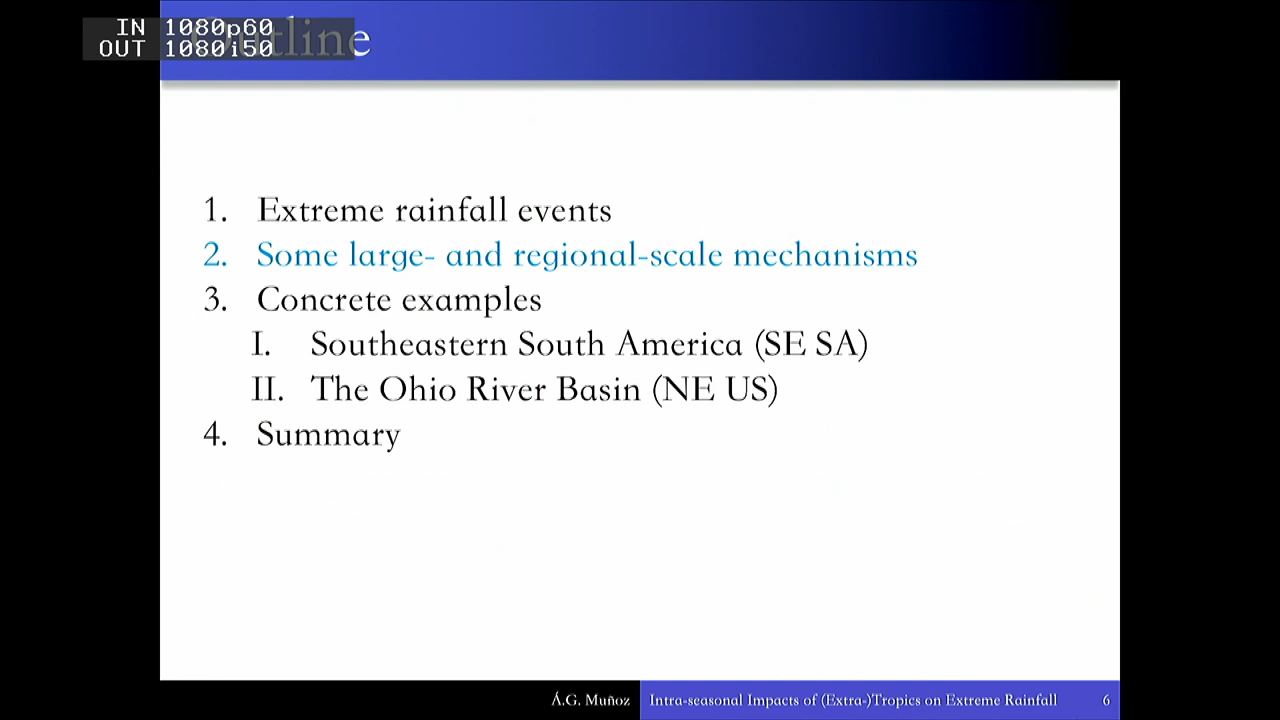 IN 1080p60
OUT 1080i50
Outline
1. Extreme rainfall events
2. Some large- and regional-scale mechanisms
3. Concrete examples
I. Southeastern South America (SE SA)
II. The Ohio River Basin (NE US)
4. Summary
Á.G. Muñoz Intra-seasonal Impacts of (Extra-)Tropics on Extreme Rainfall 6